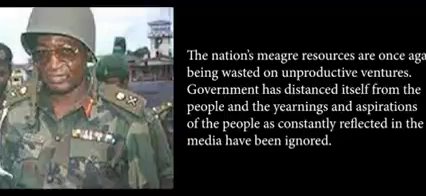 The nation's meagre resources are once aga
being wasted on unproductive ventures.
Government has distanced itself from the
people and the yearnings and aspirations
of the people as constantly reflected in the
media have been ignored.